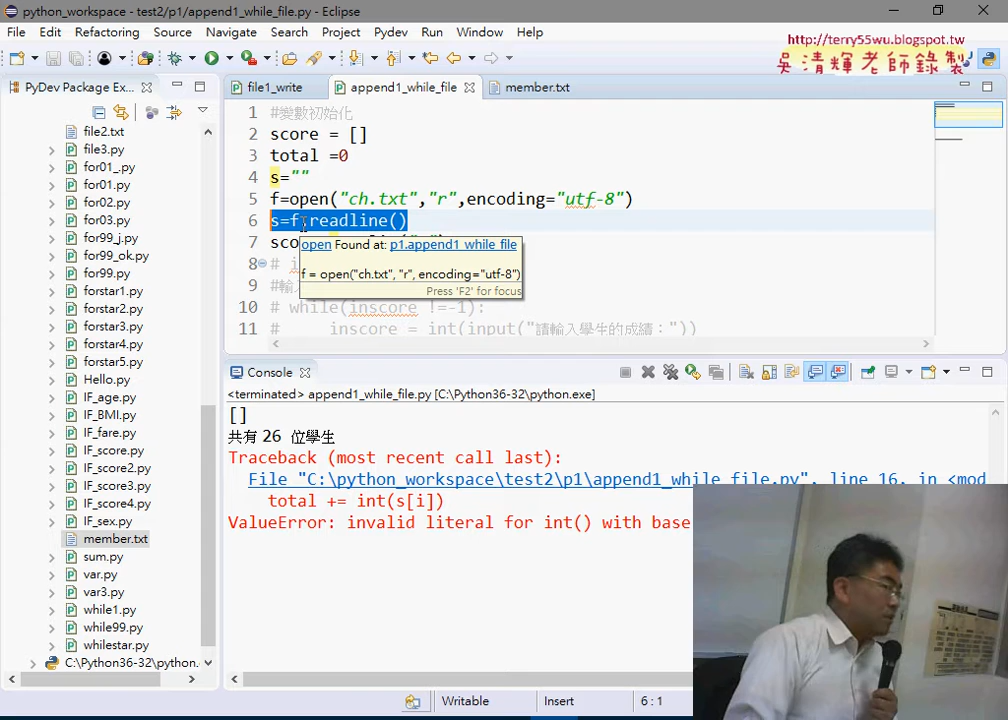 python_workspace - test2/p1/append1_while_file.py - Eclipse
File Edit Refactoring Source Navigate Search Project Pydev Run Window Help
http://terry55wu.blogspot.tw
吳清輝老師錄製
PyDev Package Ex...
file1_write
append1_while_file
member.txt
file2.txt
file3.py
for01_.py
for01.py
for02.py
for03.py
for99_j.py
for99_ok.py
for99.py
forstar1.py
forstar2.py
forstar3.py
forstar4.py
forstar5.py
Hello.py
IF_age.py
IF_BMI.py
IF_fare.py
IF_score.py
IF_score2.py
IF_score3.py
IF_score4.py
IF_sex.py
member.txt
sum.py
var.py
var3.py
while1.py
while99.py
whilestar.py
C:\Python36-32\python.
1 #變數初始化
2 score = []
3 total =0
4 s=""
5 f=open("ch.txt","r",encoding="utf-8")
6 s=f.readline()
7 sco
8 # i
9 #輸
10 # while(inscore !=-1):
11 # inscore = int(input("請輸入學生的成績："))
open Found at: p1.append1_while_file
f = open("ch.txt", "r", encoding="utf-8")
Press 'F2' for focus
Console
<terminated> append1_while_file.py [C:\Python36-32\python.exe]
[]
共有 26 位學生
Traceback (most recent call last):
File "C:\python_workspace\test2\p1\append1_while_file.py", line 16, in <mod
total += int(s[i])
ValueError: invalid literal for int() with base
Writable Insert 6 : 1